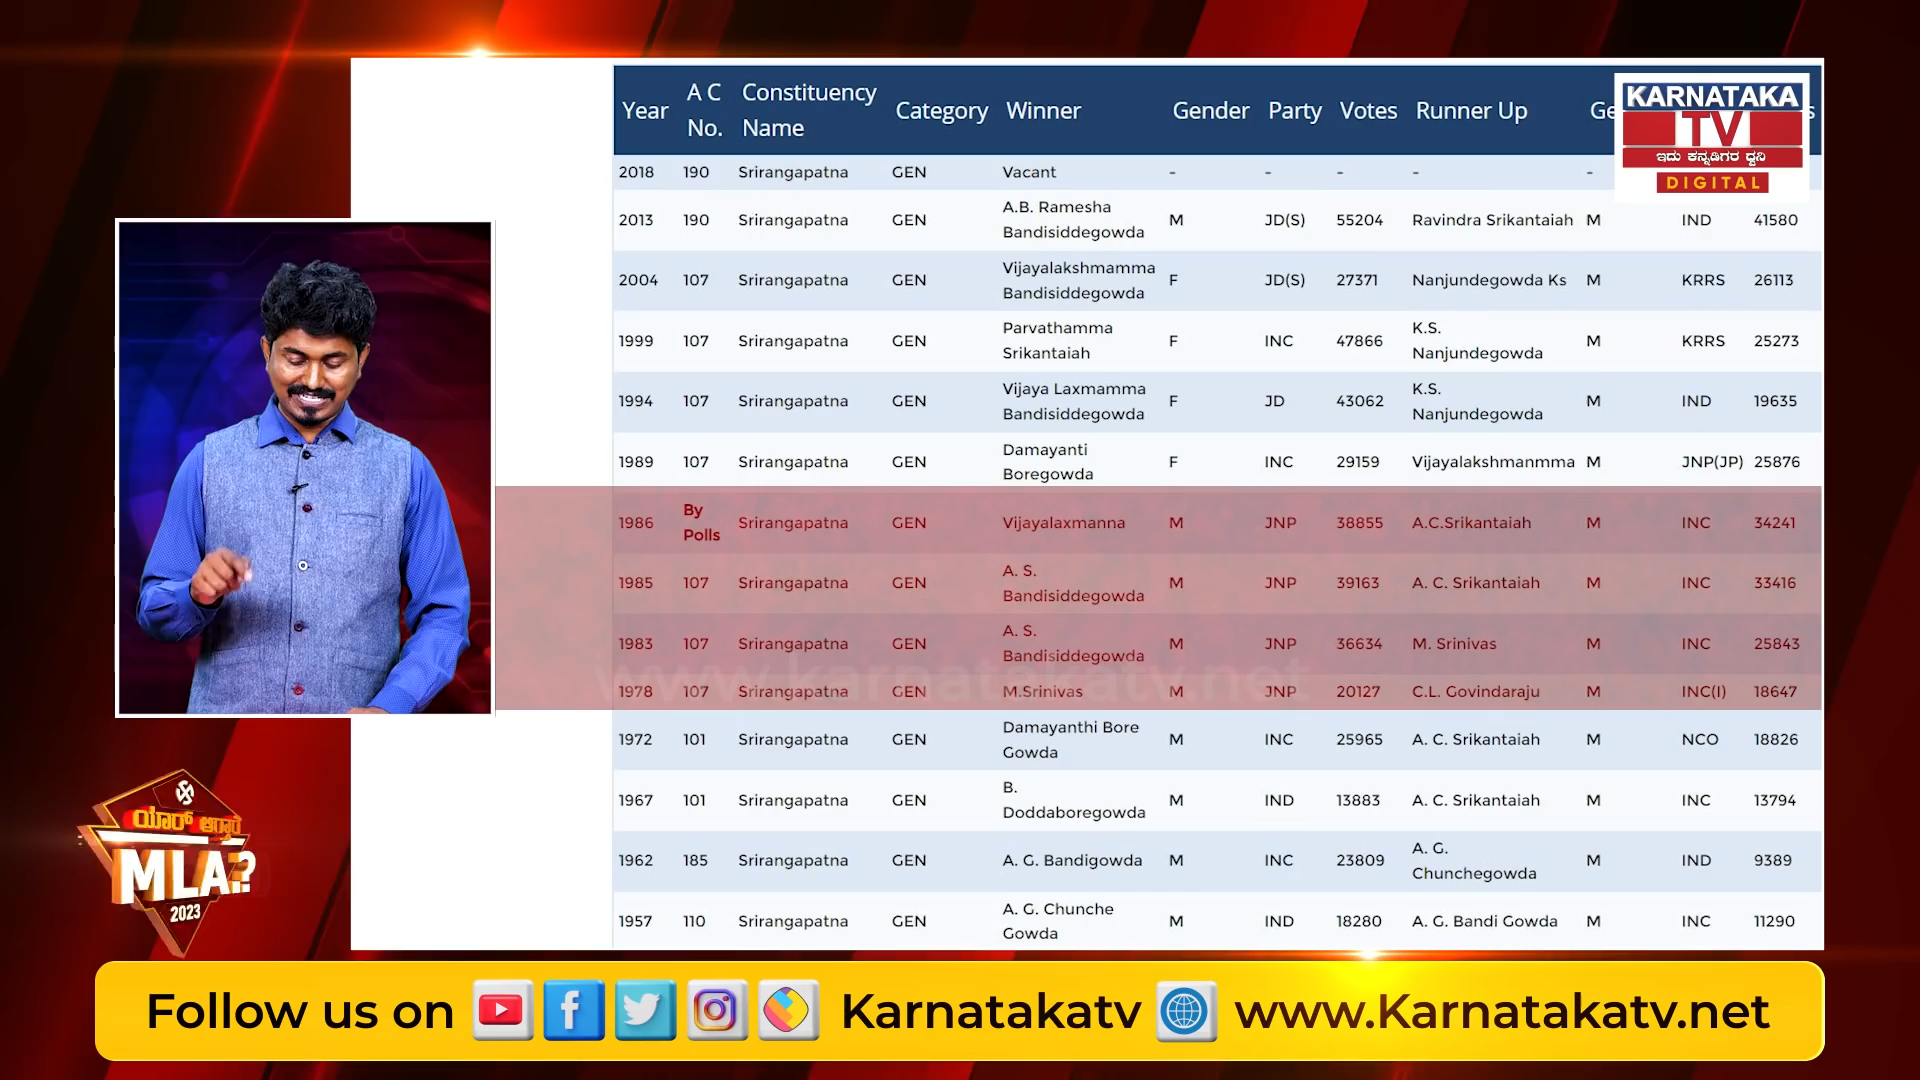 Year A C No. Constituency Name Category Winner Gender Party Votes Runner Up Ge
KARNATAKA
TV
ಇದು ಕನ್ನಡಿಗರ ಧ್ವನಿ
DIGITAL
2018 190 Srirangapatna GEN Vacant - - - - -
2013 190 Srirangapatna GEN A.B. Ramesha Bandisiddegowda M JD(S) 55204 Ravindra Srikantaiah M IND 41580
2004 107 Srirangapatna GEN Vijayalakshmamma Bandisiddegowda F JD(S) 27371 Nanjundegowda Ks M KRRS 26113
1999 107 Srirangapatna GEN Parvathamma Srikantaiah F INC 47866 K.S. Nanjundegowda M KRRS 25273
1994 107 Srirangapatna GEN Vijaya Laxmamma Bandisiddegowda F JD 43062 K.S. Nanjundegowda M IND 19635
1989 107 Srirangapatna GEN Damayanti Boregowda F INC 29159 Vijayalakshmanmma M JNP(JP) 25876
1986 By Polls Srirangapatna GEN Vijayalaxmanna M JNP 38855 A.C.Srikantaiah M INC 34241
1985 107 Srirangapatna GEN A. S. Bandisiddegowda M JNP 39163 A. C. Srikantaiah M INC 33416
1983 107 Srirangapatna GEN A. S. Bandisiddegowda M JNP 36634 M. Srinivas M INC 25843
www.karnatakatv.net
1978 107 Srirangapatna GEN M.Srinivas M JNP 20127 C.L. Govindaraju M INC(I) 18647
1972 101 Srirangapatna GEN Damayanthi Bore Gowda M INC 25965 A. C. Srikantaiah M NCO 18826
1967 101 Srirangapatna GEN B. Doddaboregowda M IND 13883 A. C. Srikantaiah M INC 13794
1962 185 Srirangapatna GEN A. G. Bandigowda M INC 23809 A. G. Chunchegowda M IND 9389
1957 110 Srirangapatna GEN A. G. Chunche Gowda M IND 18280 A. G. Bandi Gowda M INC 11290
ಯಾರ್ ಆಗ್ತಾರೆ
MLA.?
2023
Follow us on Karnatakatv www.Karnatakatv.net